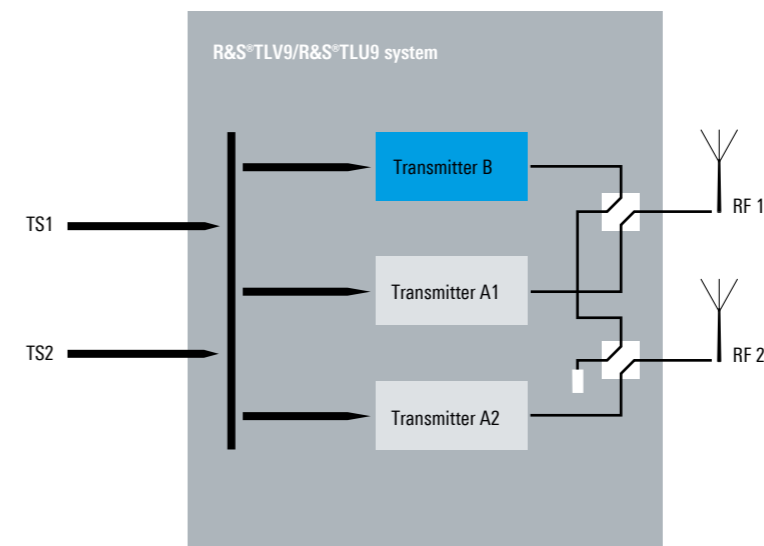 R&S®TLV9/R&S®TLU9 system
Transmitter B
RF 1
TS1
Transmitter A1
TS2
RF 2
Transmitter A2